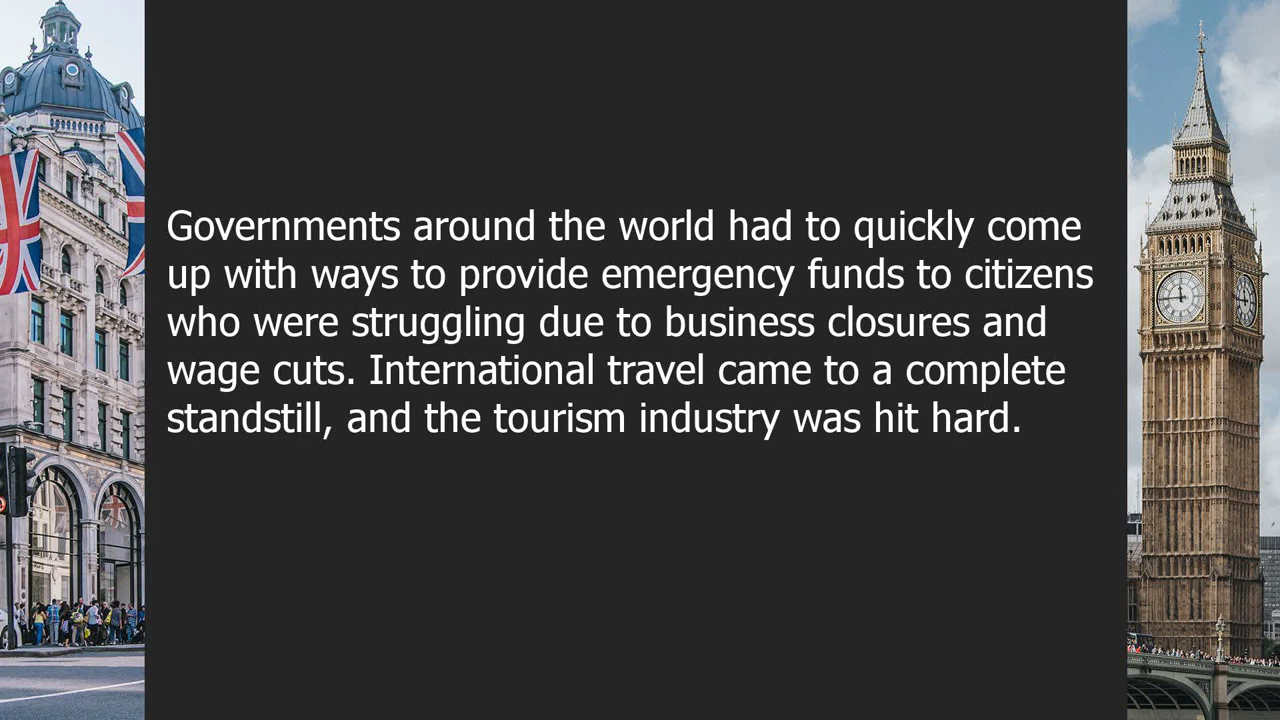 Governments around the world had to quickly come
up with ways to provide emergency funds to citizens
who were struggling due to business closures and
wage cuts. International travel came to a complete
standstill, and the tourism industry was hit hard.